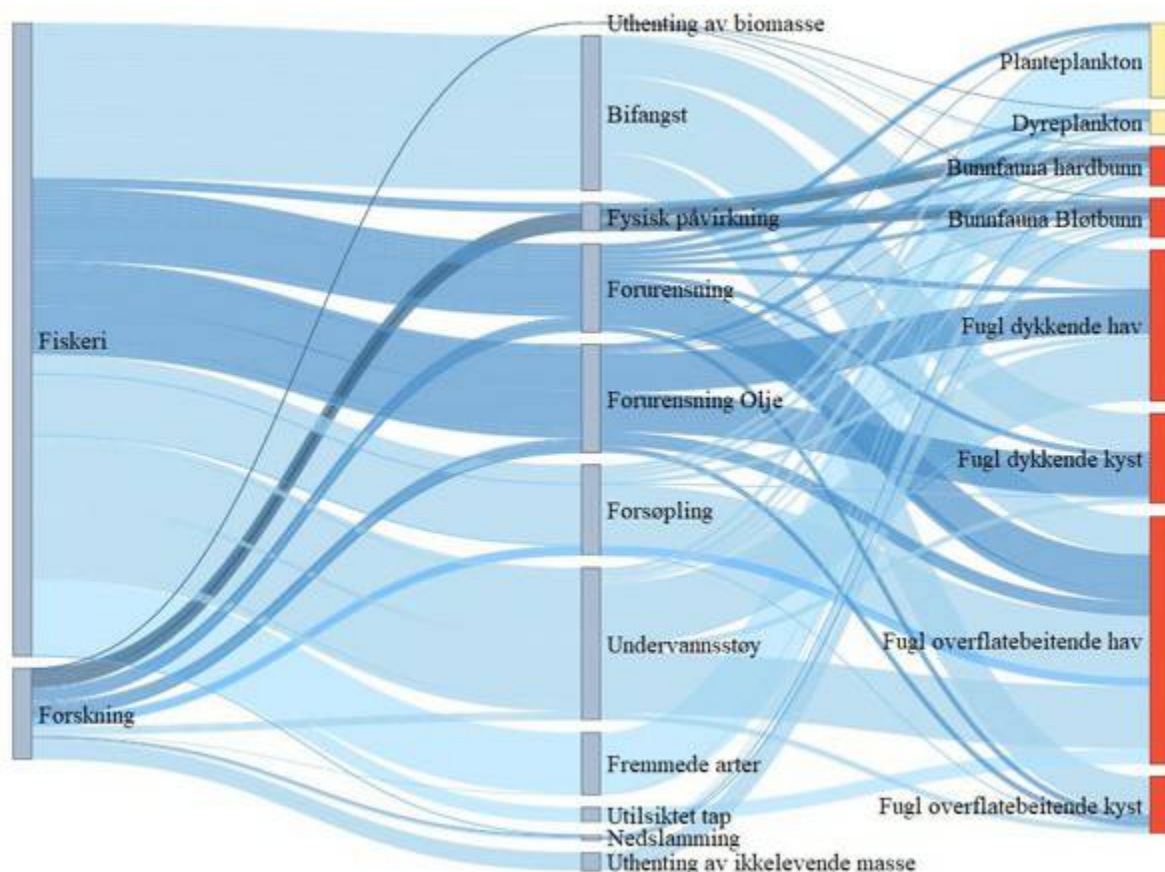 Fiskeri
Forskning
Uthenting av biomasse
Bifangst
Fysisk påvirkning
Forurensning
Forurensning Olje
Forsøpling
Undervannsstøy
Fremmede arter
Utilsiktet tap
Nedslamming
Uthenting av ikkelevende masse
Planteplankton
Dyreplankton
Bunnfauna hardbunn
Bunnfauna Bløtbunn
Fugl dykkende hav
Fugl dykkende kyst
Fugl overflatebeitende hav
Fugl overflatebeitende kyst